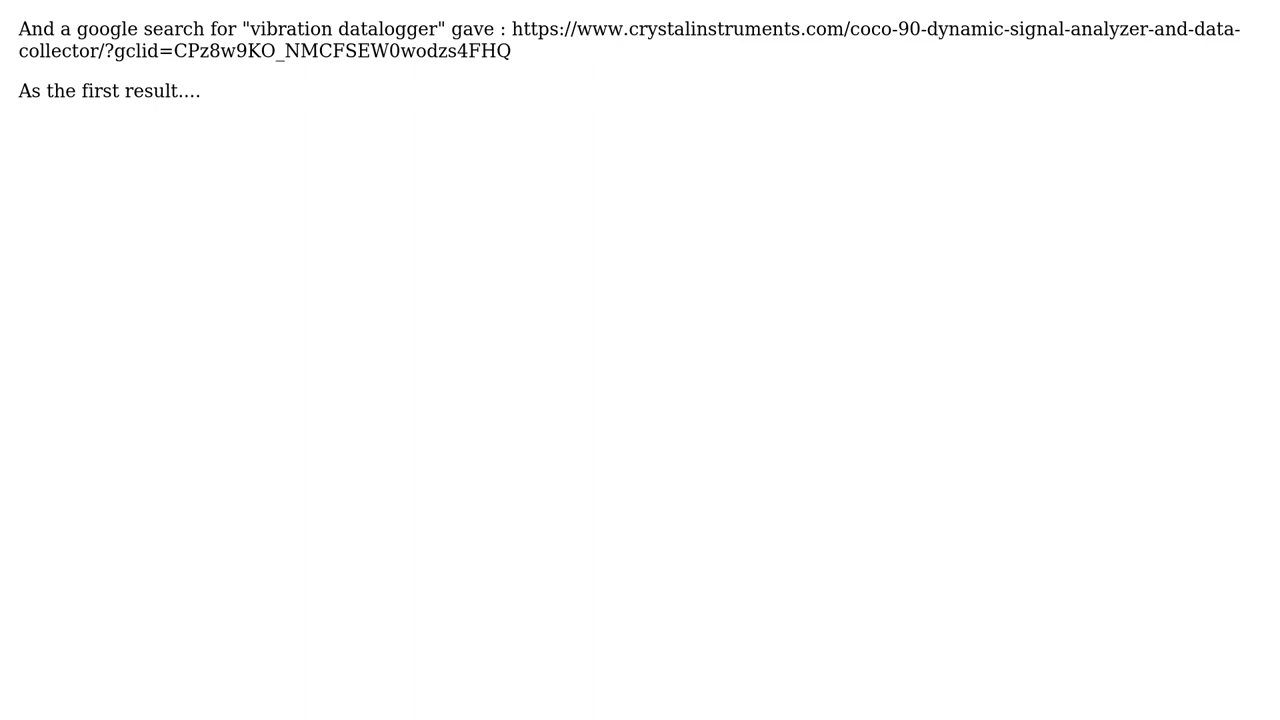 And a google search for "vibration datalogger" gave : https://www.crystalinstruments.com/coco-90-dynamic-signal-analyzer-and-data-
collector/?gclid=CPz8w9KO_NMCFSEW0wodzs4FHQ
As the first result....